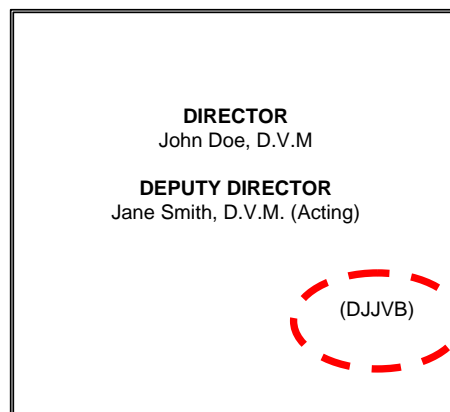 DIRECTOR
John Doe, D.V.M
DEPUTY DIRECTOR
Jane Smith, D.V.M. (Acting)
(DJJVB)